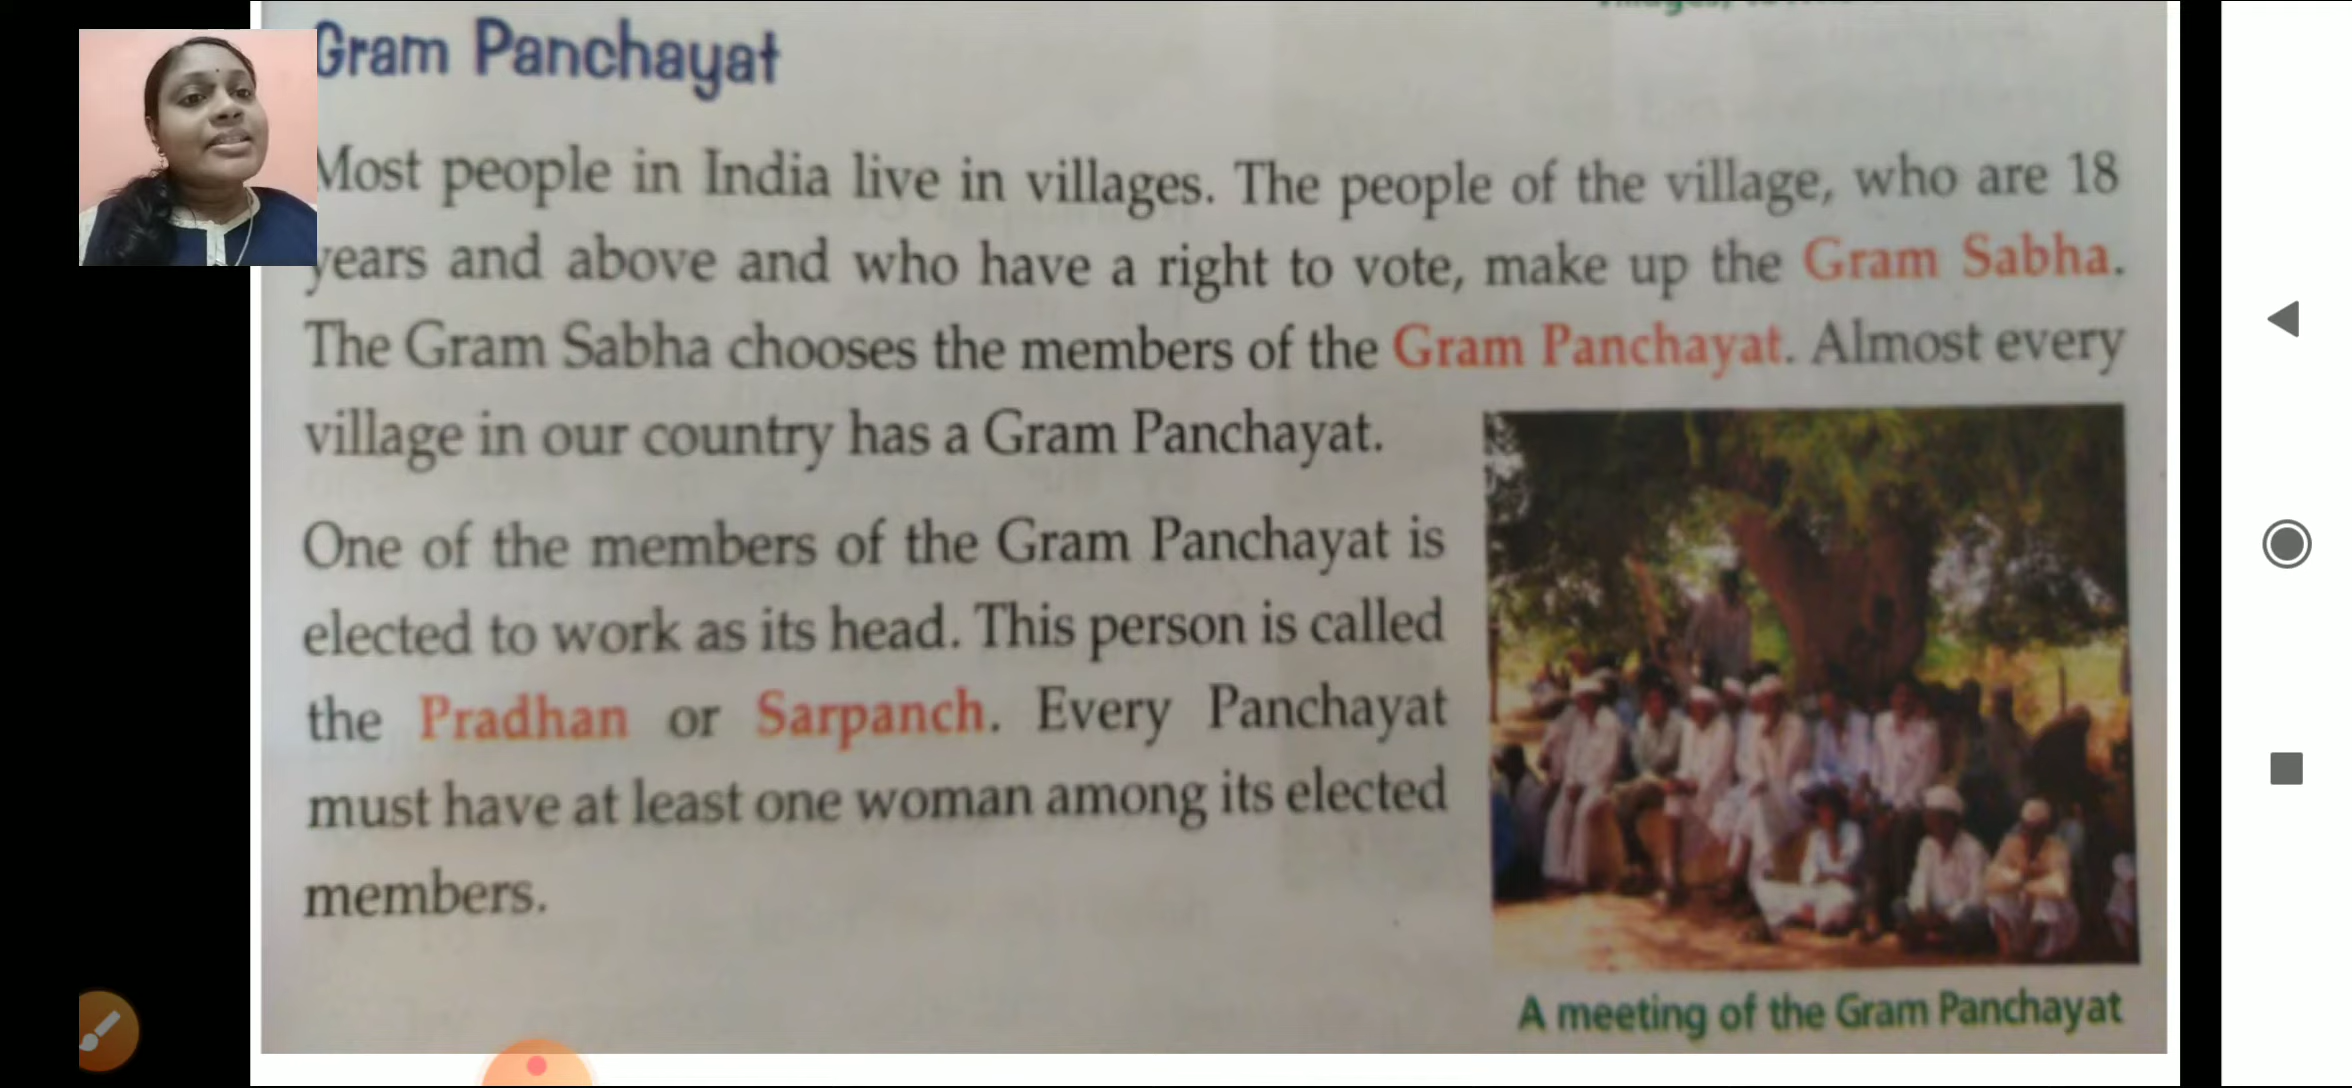 Gram Panchayat
Most people in India live in villages. The people of the village, who are 18
years and above and who have a right to vote, make up the Gram Sabha.
The Gram Sabha chooses the members of the Gram Panchayat. Almost every
village in our country has a Gram Panchayat.
One of the members of the Gram Panchayat is
elected to work as its head. This person is called
the Pradhan or Sarpanch. Every Panchayat
must have at least one woman among its elected
members.
A meeting of the Gram Panchayat